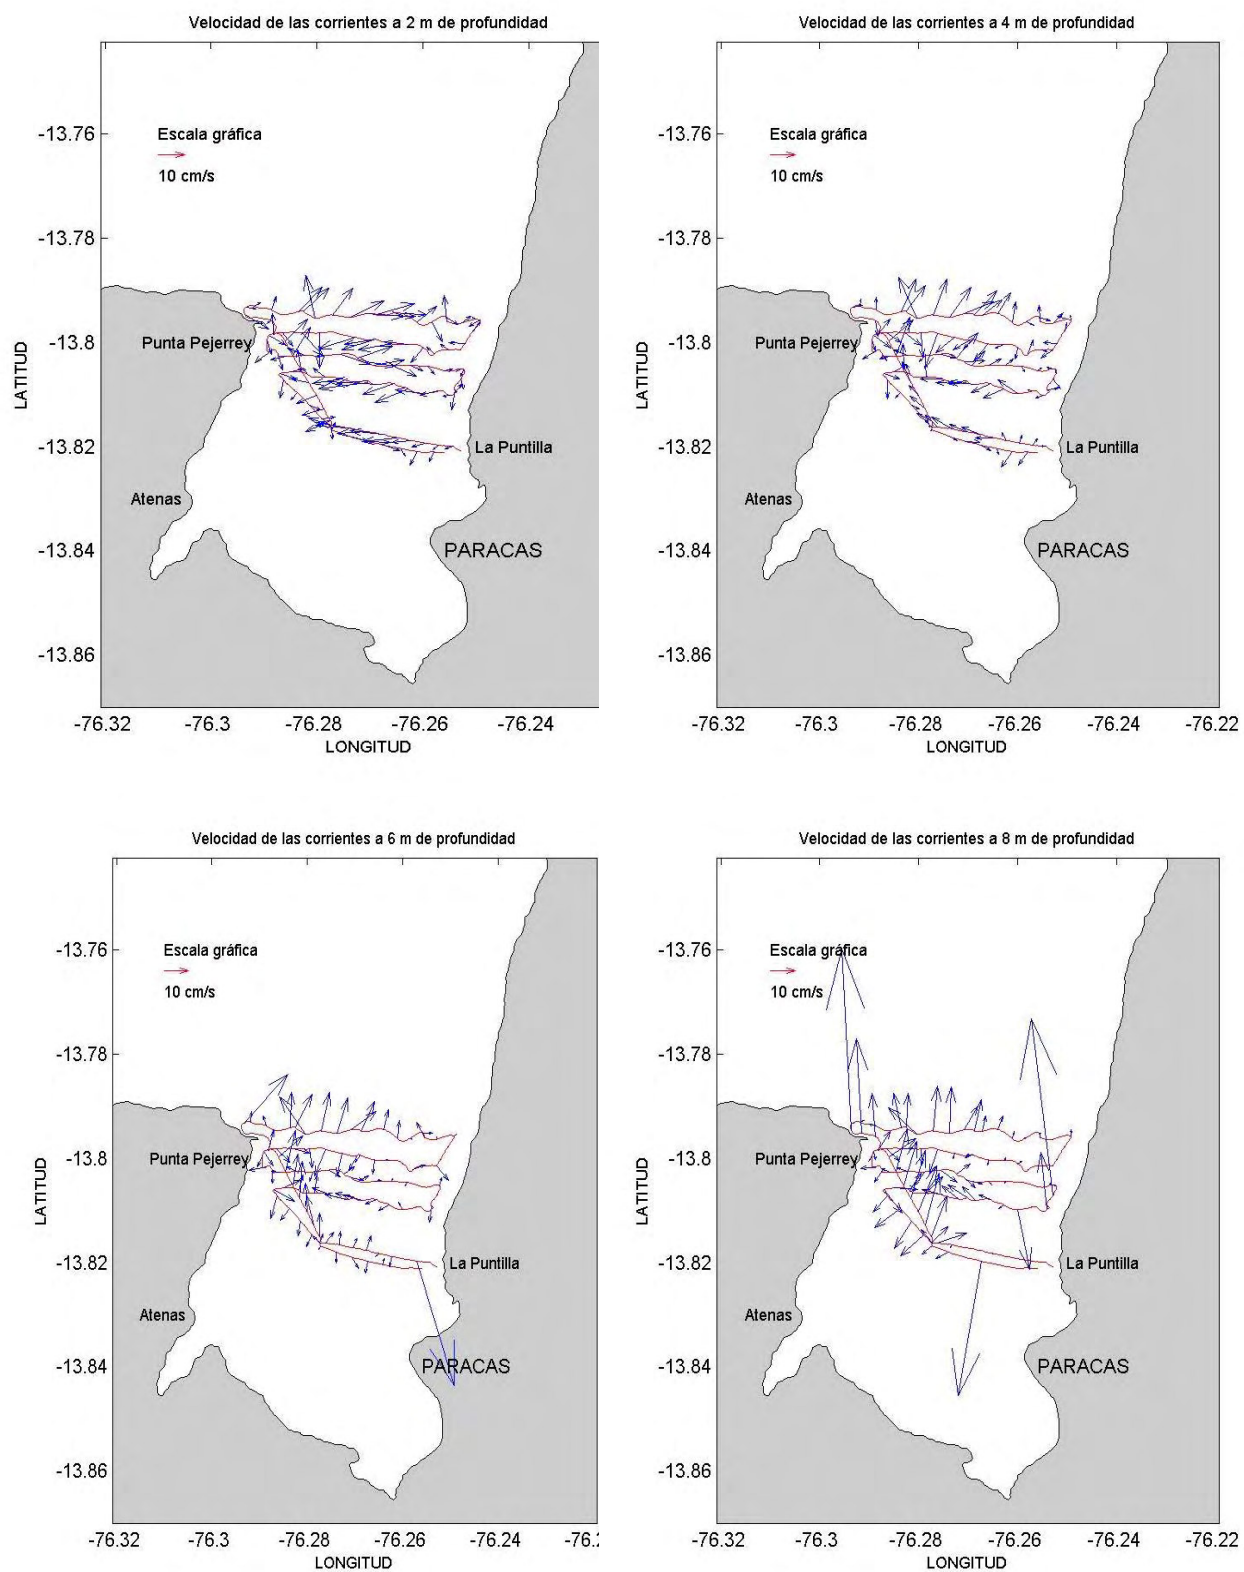 Velocidad de las corrientes a 2 m de profundidad
-13.76
-13.78
-13.8
-13.82
-13.84
-13.86
LATITUD
Escala gráfica
10 cm/s
Punta Pejerrey
La Puntilla
Atenas
PARACAS
-76.32
-76.3
-76.28
-76.26
-76.24
LONGITUD
Velocidad de las corrientes a 4 m de profundidad
-13.76
-13.78
-13.8
-13.82
-13.84
-13.86
LATITUD
Escala gráfica
10 cm/s
Punta Pejerrey
La Puntilla
Atenas
PARACAS
-76.32
-76.3
-76.28
-76.26
-76.24
-76.22
LONGITUD
Velocidad de las corrientes a 6 m de profundidad
-13.76
-13.78
-13.8
-13.82
-13.84
-13.86
LATITUD
Escala gráfica
10 cm/s
Punta Pejerrey
La Puntilla
Atenas
PARACAS
-76.32
-76.3
-76.28
-76.26
-76.24
LONGITUD
Velocidad de las corrientes a 8 m de profundidad
-13.76
-13.78
-13.8
-13.82
-13.84
-13.86
LATITUD
Escala gráfica
10 cm/s
Punta Pejerrey
La Puntilla
Atenas
PARACAS
-76.32
-76.3
-76.28
-76.26
-76.24
-76.22
LONGITUD